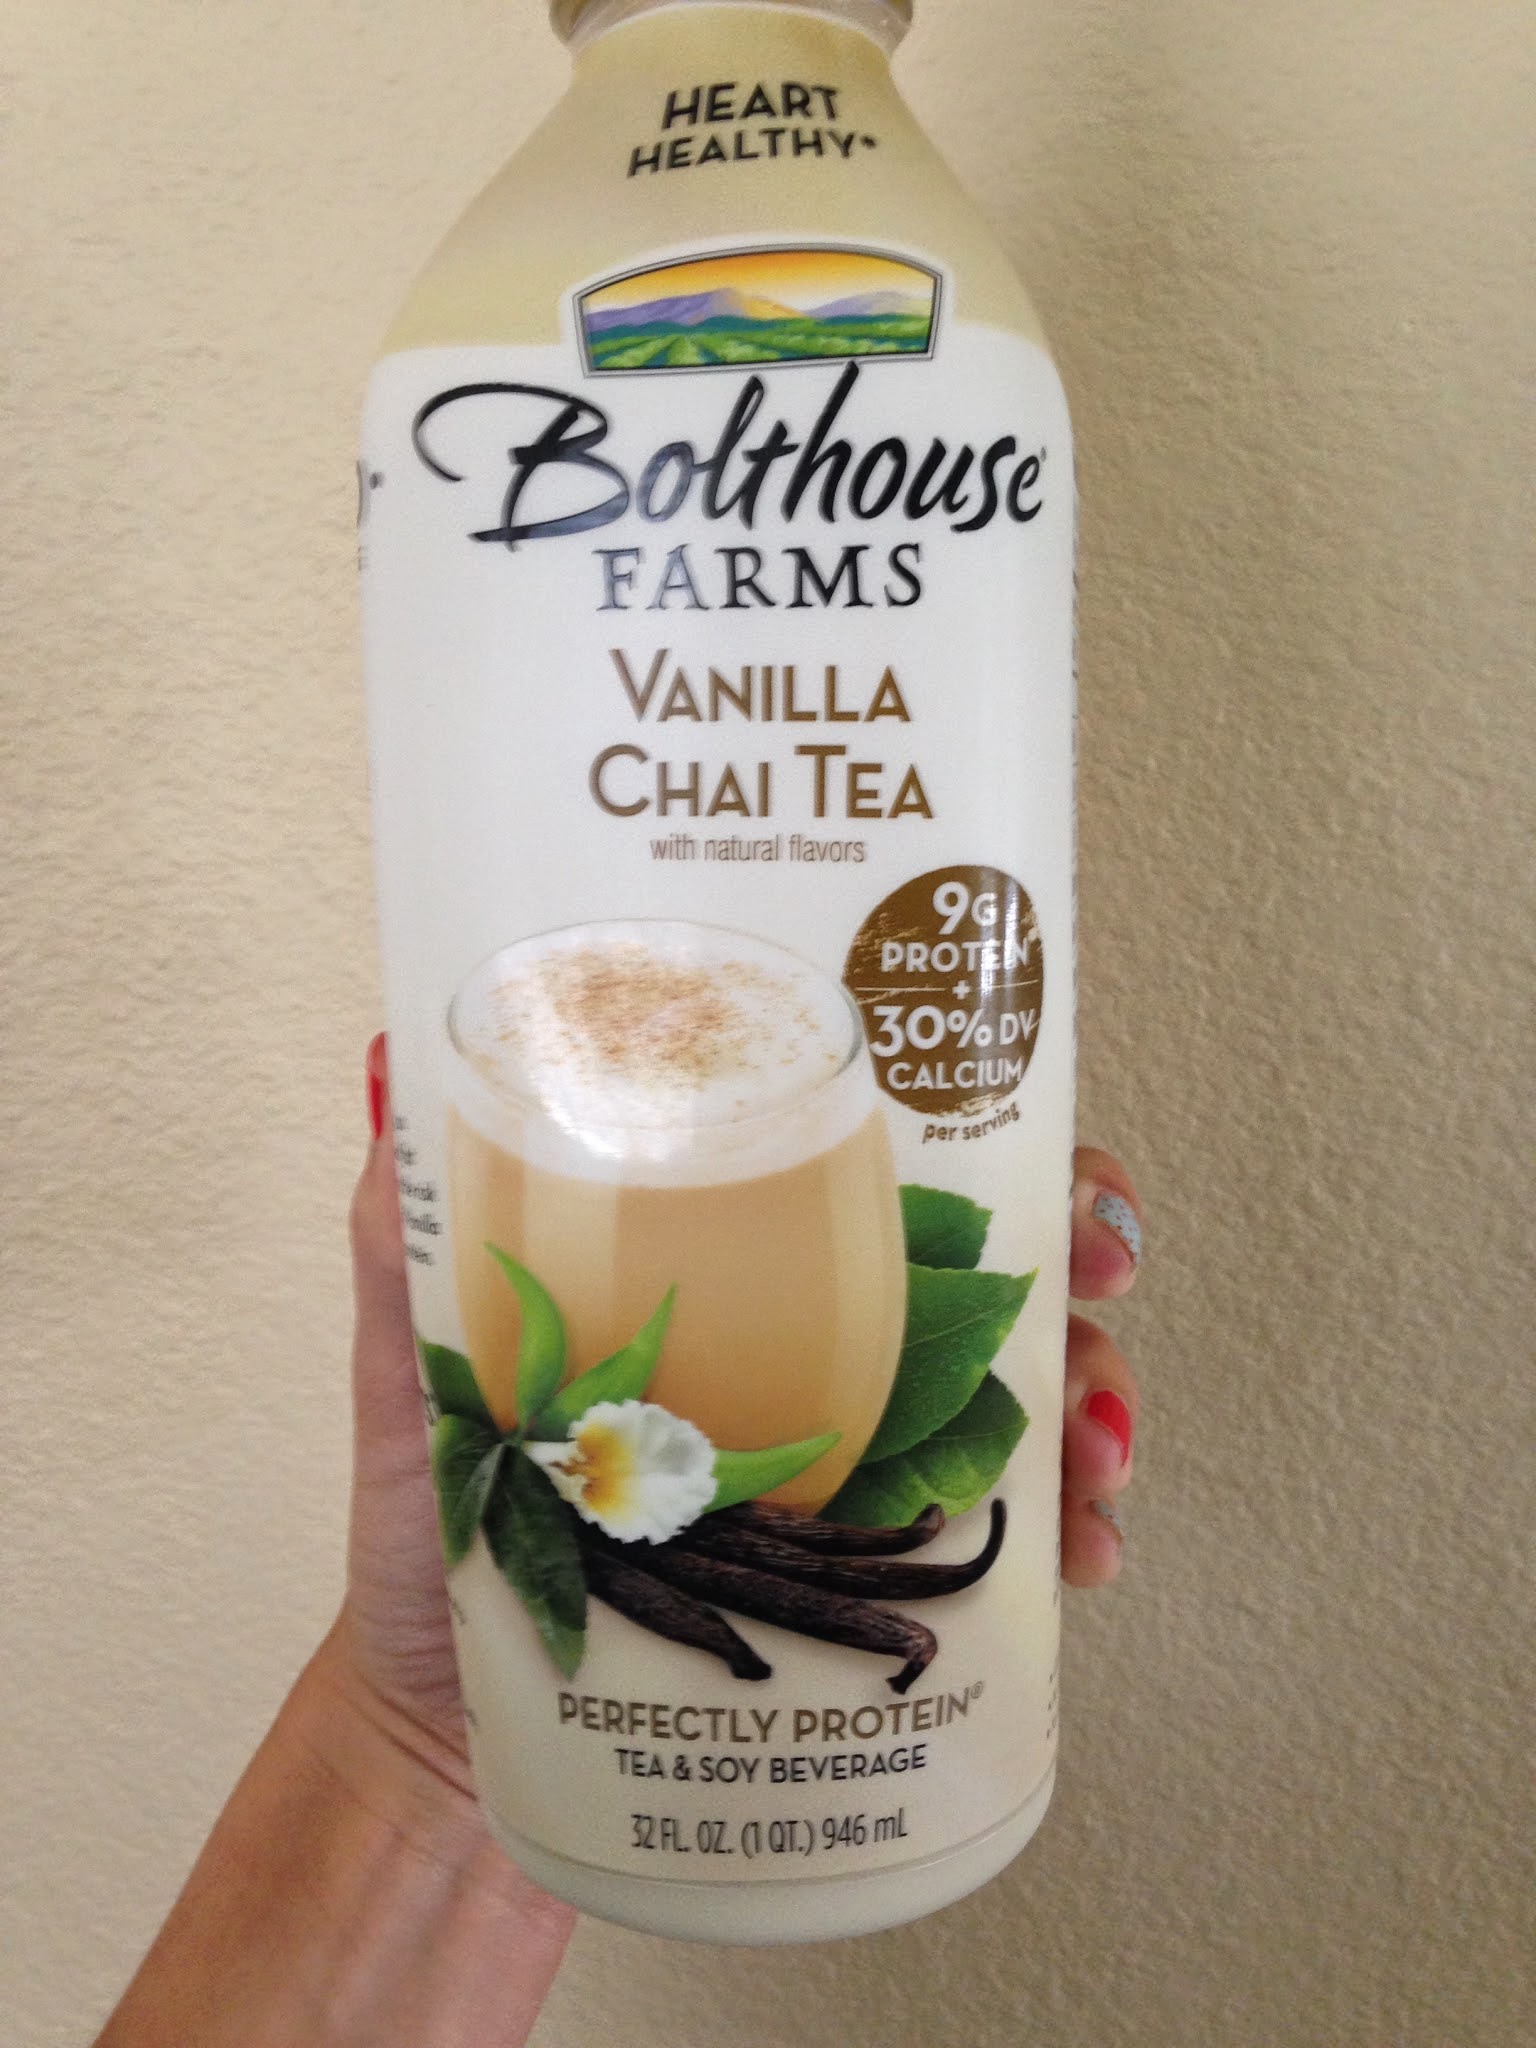 HEART
HEALTHY•
Bolthouse®
FARMS
VANILLA
CHAI TEA
with natural flavors
9G
PROTEIN
+
30% DV
CALCIUM
per serving
PERFECTLY PROTEIN®
TEA & SOY BEVERAGE
32 FL. OZ. (1 QT.) 946 mL